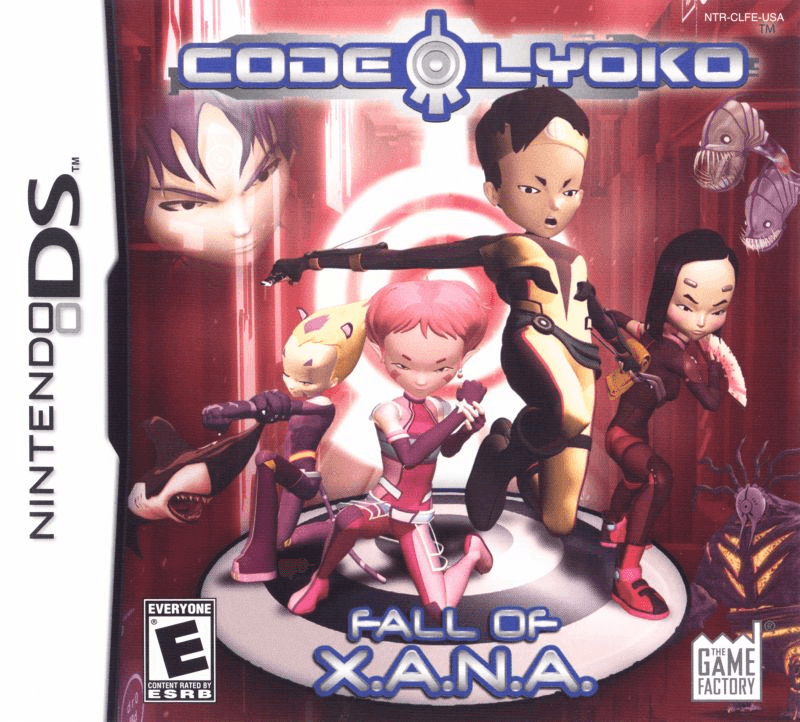 NTR-CLFE-USA
CODE LYOKO
TM
NINTENDO DS
TM
FALL OF
X.A.N.A.
EVERYONE
E
CONTENT RATED BY
ESRB
THE
GAME
FACTORY
®